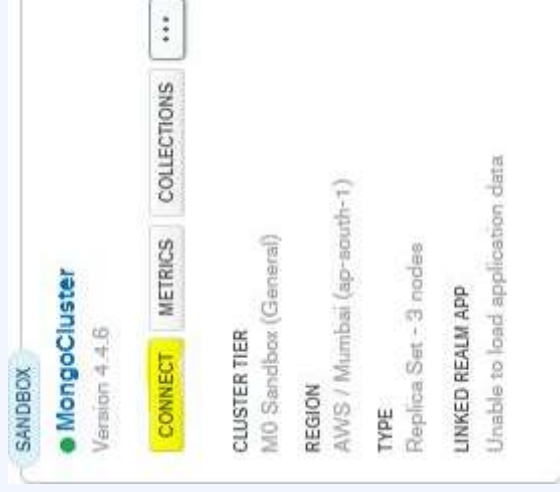 SANDBOX
MongoCluster
Version 4.4.6
CONNECT METRICS COLLECTIONS ...
CLUSTER TIER
M0 Sandbox (General)
REGION
AWS / Mumbai (ap-south-1)
TYPE
Replica Set - 3 nodes
LINKED REALM APP
Unable to load application data